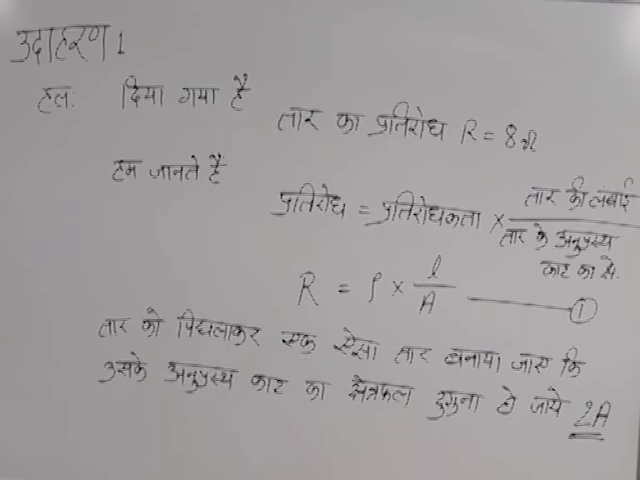 उदाहरण 1
हल. दिया गया है
तार का प्रतिरोध R = 8Ω
हम जानते है
प्रतिरोध = प्रतिरोधकता × तार की लंबाई / तार के अनुप्रस्थ काट का क्षे.
R = ρ × l / A ——— ①
तार को पिघलाकर एक ऐसा तार बनाया जाए कि
उसके अनुप्रस्थ काट का क्षेत्रफल दुगुना हो जाये 2A